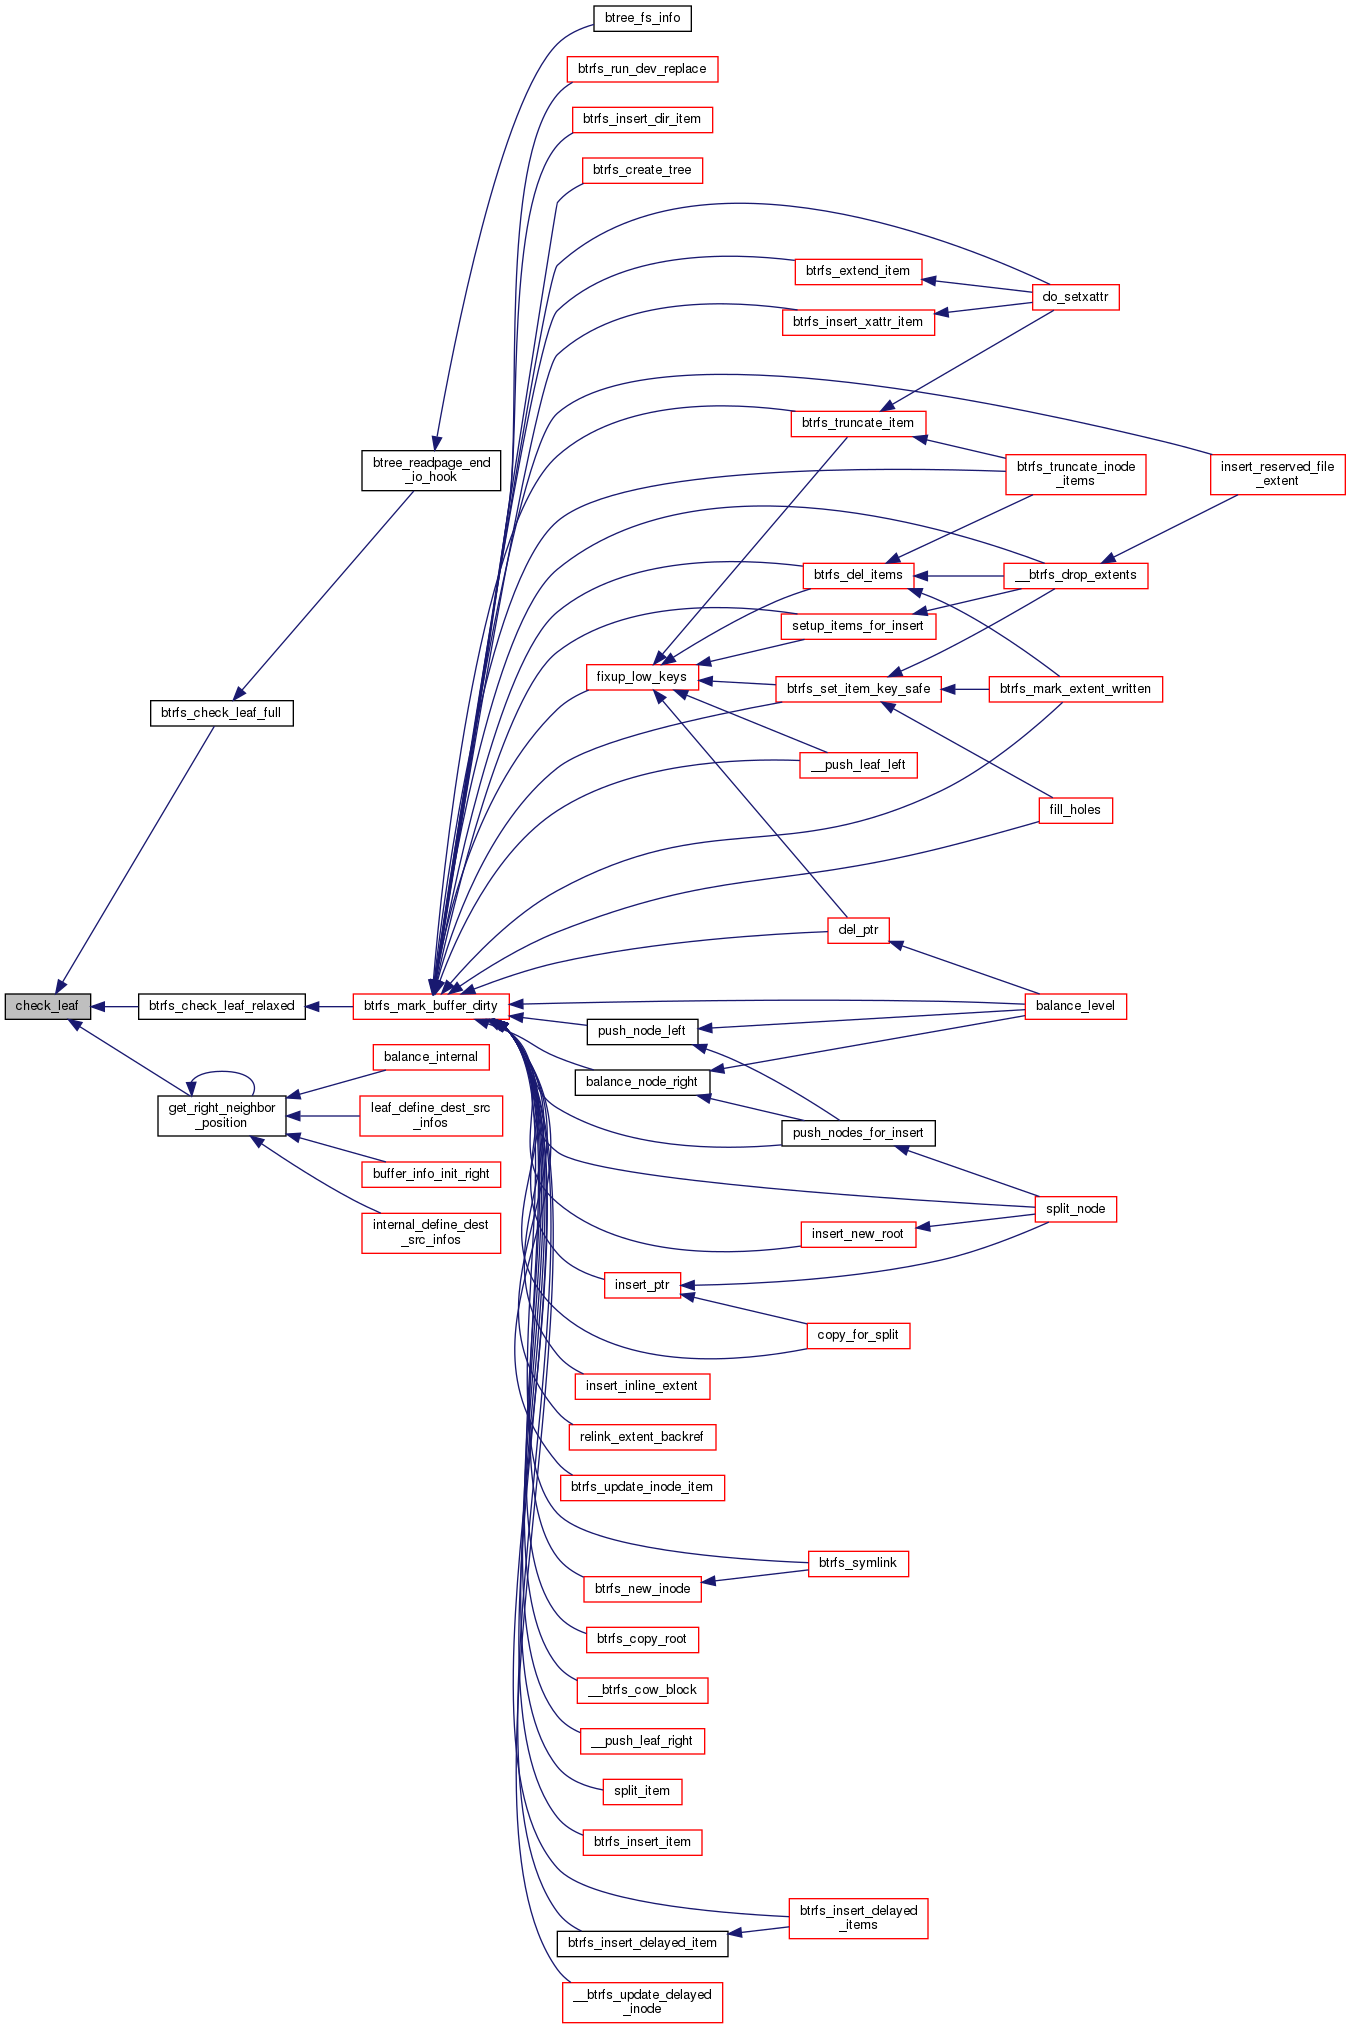 btree_fs_info
btrfs_run_dev_replace
btrfs_insert_dir_item
btrfs_create_tree
btrfs_extend_item
do_setxattr
btrfs_insert_xattr_item
btrfs_truncate_item
btree_readpage_end
_io_hook
btrfs_truncate_inode
_items
insert_reserved_file
_extent
btrfs_del_items
__btrfs_drop_extents
setup_items_for_insert
fixup_low_keys
btrfs_set_item_key_safe
btrfs_mark_extent_written
btrfs_check_leaf_full
__push_leaf_left
fill_holes
del_ptr
check_leaf
btrfs_check_leaf_relaxed
btrfs_mark_buffer_dirty
balance_level
push_node_left
balance_internal
balance_node_right
get_right_neighbor
_position
leaf_define_dest_src
_infos
push_nodes_for_insert
buffer_info_init_right
split_node
internal_define_dest
_src_infos
insert_new_root
insert_ptr
copy_for_split
insert_inline_extent
relink_extent_backref
btrfs_update_inode_item
btrfs_symlink
btrfs_new_inode
btrfs_copy_root
__btrfs_cow_block
__push_leaf_right
split_item
btrfs_insert_item
btrfs_insert_delayed
_items
btrfs_insert_delayed_item
__btrfs_update_delayed
_inode